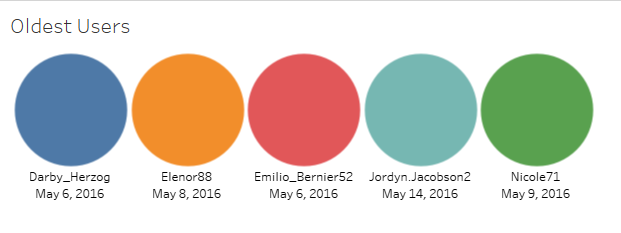 Oldest Users
Darby_Herzog Elenor88 Emilio_Bernier52 Jordyn.Jacobson2 Nicole71
May 6, 2016 May 8, 2016 May 6, 2016 May 14, 2016 May 9, 2016